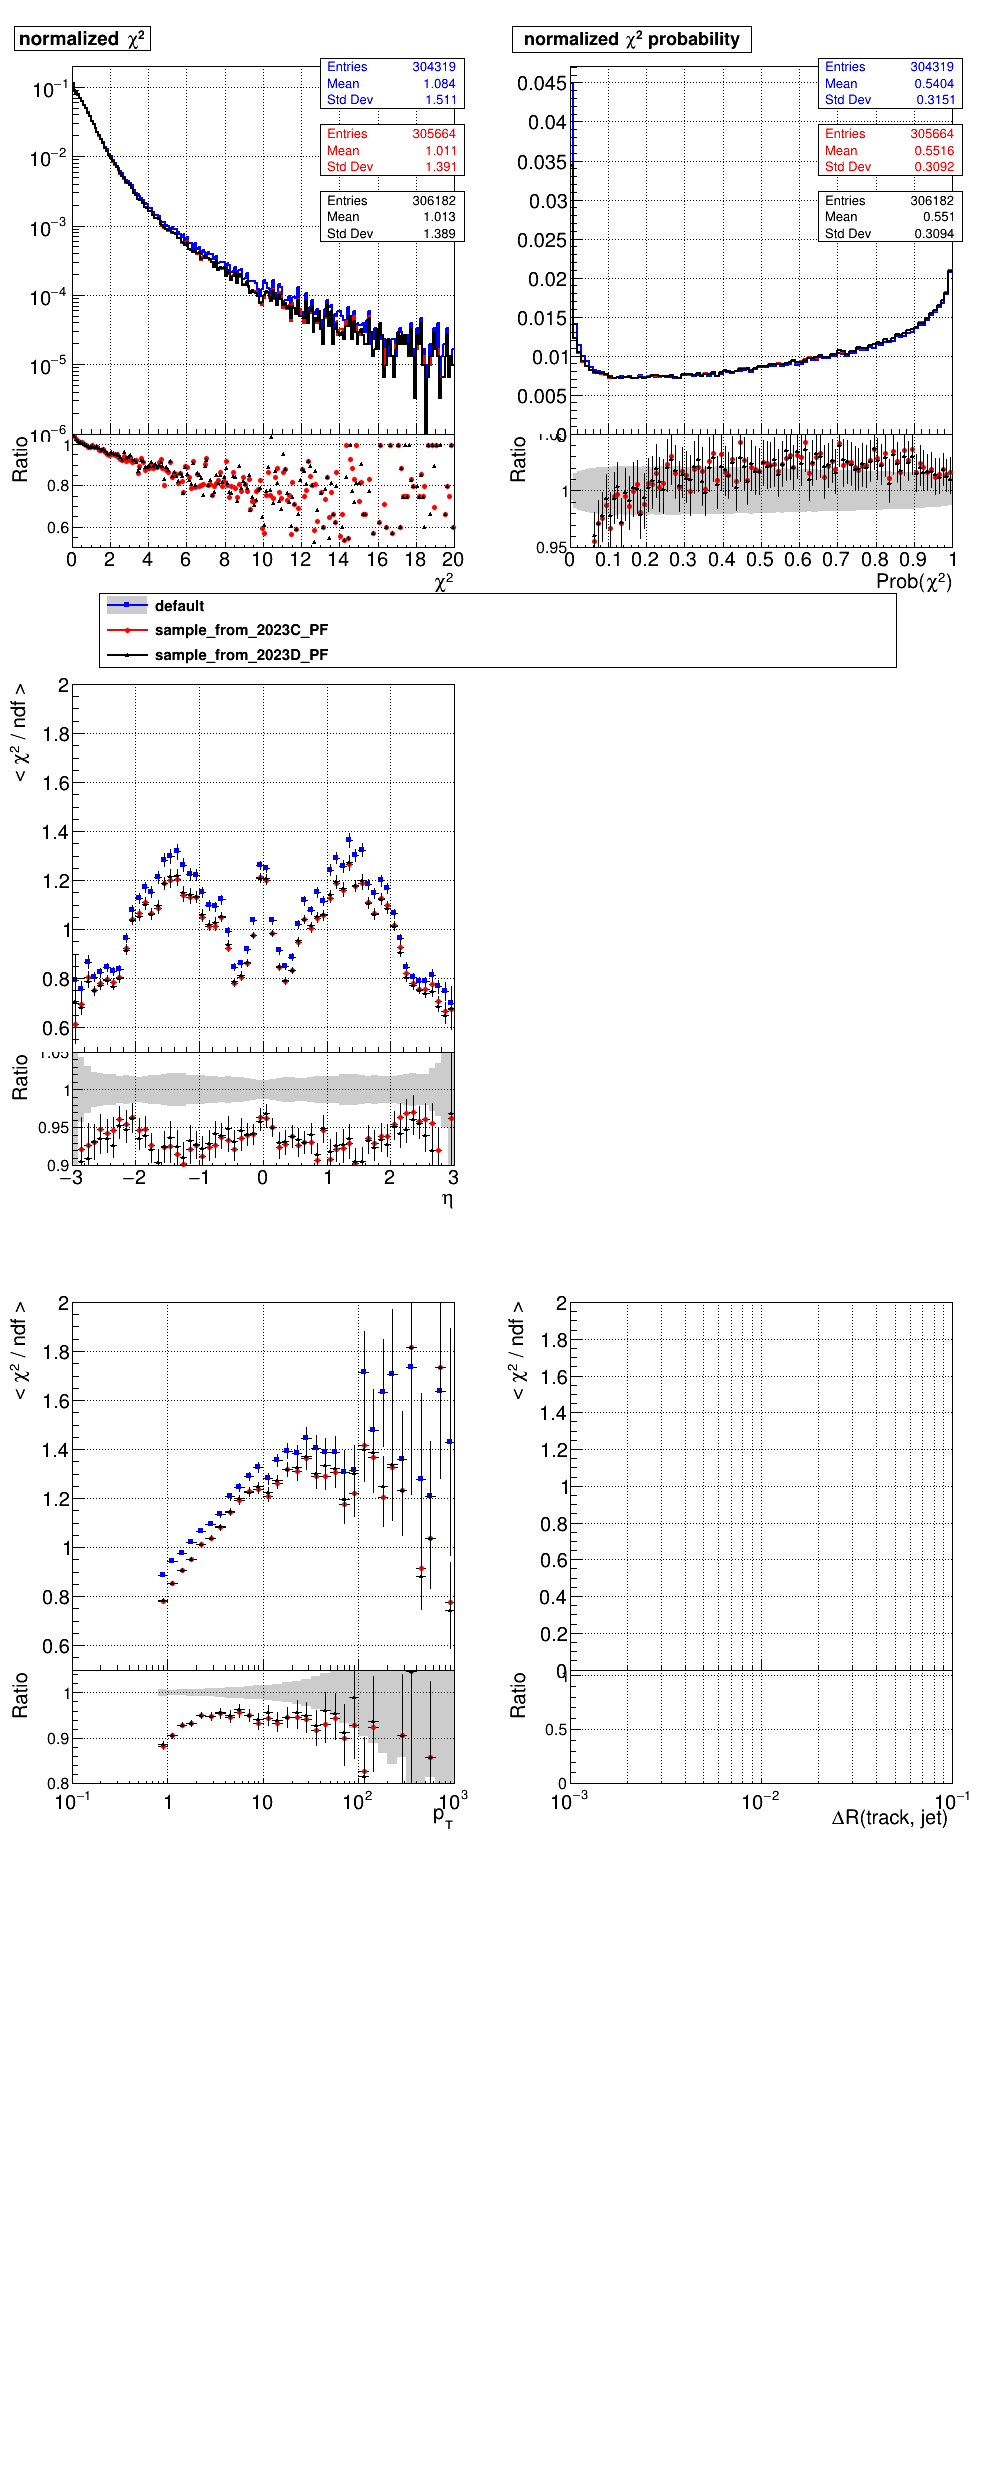 normalized χ²
normalized χ² probability
Entries 304319
Mean 1.084
Std Dev 1.511
Entries 305664
Mean 1.011
Std Dev 1.391
Entries 306182
Mean 1.013
Std Dev 1.389
10⁻¹
10⁻²
10⁻³
10⁻⁴
10⁻⁵
10⁻⁶
Ratio
1
0.8
0.6
0 2 4 6 8 10 12 14 16 18 20
χ²
Entries 304319
Mean 0.5404
Std Dev 0.3151
Entries 305664
Mean 0.5516
Std Dev 0.3092
Entries 306182
Mean 0.551
Std Dev 0.3094
0.045
0.04
0.035
0.03
0.025
0.02
0.015
0.01
0.005
0
Ratio
1
0.95
0 0.1 0.2 0.3 0.4 0.5 0.6 0.7 0.8 0.9 1
Prob(χ²)
default
sample_from_2023C_PF
sample_from_2023D_PF
< χ² / ndf >
2
1.8
1.6
1.4
1.2
1
0.8
0.6
Ratio
1.05
1
0.95
0.9
−3 −2 −1 0 1 2 3
η
< χ² / ndf >
2
1.8
1.6
1.4
1.2
1
0.8
0.6
Ratio
1
0.9
0.8
10⁻¹ 1 10 10² 10³
p_T
< χ² / ndf >
2
1.8
1.6
1.4
1.2
1
0.8
0.6
0.4
0.2
0
Ratio
1
0.5
0
10⁻³ 10⁻² 10⁻¹
ΔR(track, jet)